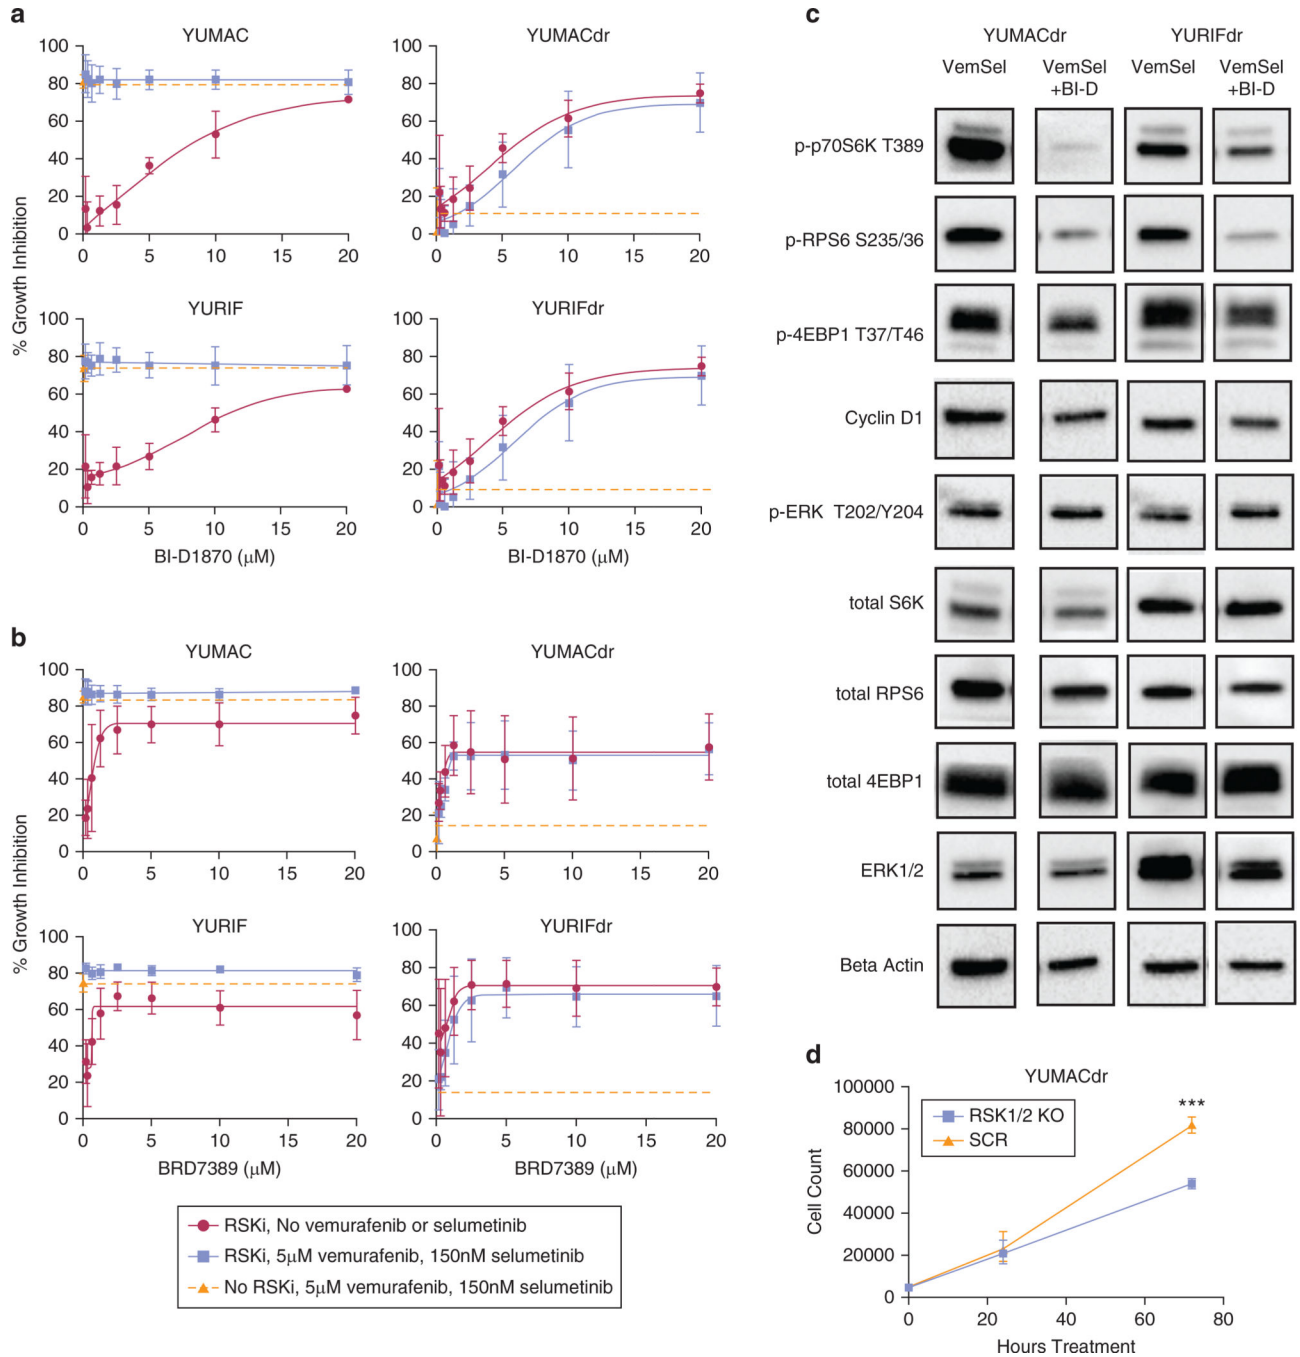 a
YUMAC
YUMACdr
100
80
60
40
20
0
0 5 10 15 20
100
80
60
40
20
0
0 5 10 15 20
% Growth Inhibition
YURIF
YURIFdr
100
80
60
40
20
0
0 5 10 15 20
BI-D1870 (μM)
100
80
60
40
20
0
0 5 10 15 20
BI-D1870 (μM)
b
YUMAC
YUMACdr
100
80
60
40
20
0
0 5 10 15 20
100
80
60
40
20
0
0 5 10 15 20
% Growth Inhibition
YURIF
YURIFdr
100
80
60
40
20
0
0 5 10 15 20
BRD7389 (μM)
100
80
60
40
20
0
0 5 10 15 20
BRD7389 (μM)
RSKi, No vemurafenib or selumetinib
RSKi, 5μM vemurafenib, 150nM selumetinib
No RSKi, 5μM vemurafenib, 150nM selumetinib
c
YUMACdr YURIFdr
VemSel VemSel +BI-D VemSel VemSel +BI-D
p-p70S6K T389
p-RPS6 S235/36
p-4EBP1 T37/T46
Cyclin D1
p-ERK T202/Y204
total S6K
total RPS6
total 4EBP1
ERK1/2
Beta Actin
d
YUMACdr
100000
80000
60000
40000
20000
0
Cell Count
RSK1/2 KO
SCR
***
0 20 40 60 80
Hours Treatment